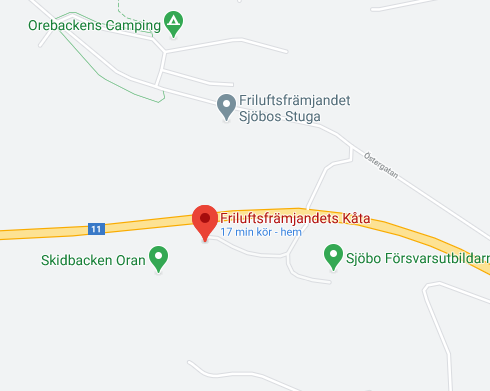 Orebackens Camping
Friluftsfrämjandet
Sjöbos Stuga
Östergatan
Friluftsfrämjandets Kåta
17 min kör - hem
11
Skidbacken Oran
Sjöbo Försvarsutbildarn